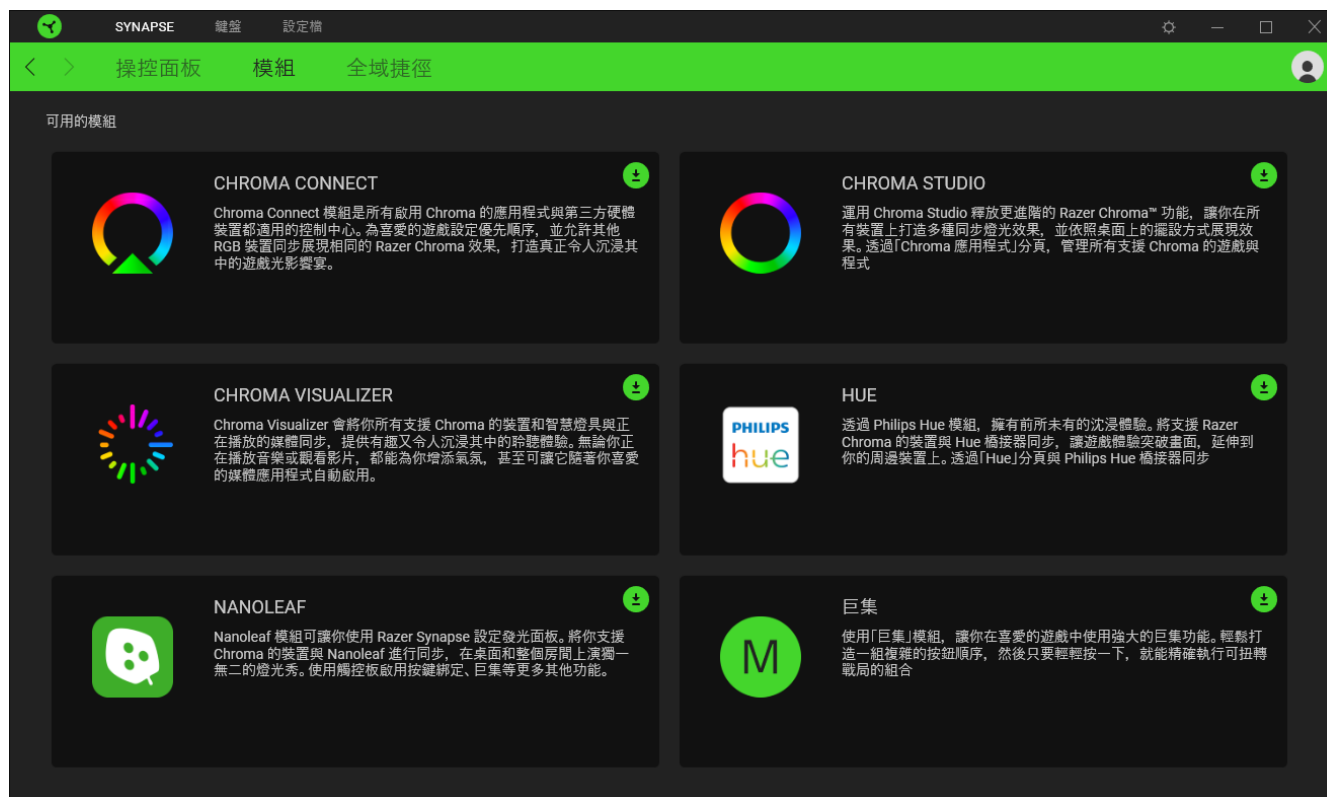 SYNAPSE 鍵盤 設定檔
操控面板 模組 全域捷徑
可用的模組
CHROMA CONNECT
Chroma Connect 模組是所有啟用 Chroma 的應用程式與第三方硬體
裝置都適用的控制中心。為喜愛的遊戲設定優先順序，並允許其他
RGB 裝置同步展現相同的 Razer Chroma 效果，打造真正令人沉浸其
中的遊戲光影饗宴。
CHROMA STUDIO
運用 Chroma Studio 釋放更進階的 Razer Chroma™ 功能，讓你在所
有裝置上打造多種同步燈光效果，並依照桌面上的擺設方式展現效
果。透過「Chroma 應用程式」分頁，管理所有支援 Chroma 的遊戲與
程式
CHROMA VISUALIZER
Chroma Visualizer 會將你所有支援 Chroma 的裝置和智慧燈具與正
在播放的媒體同步，提供有趣又令人沉浸其中的聆聽體驗。無論你正
在播放音樂或觀看影片，都能為你增添氣氛，甚至可讓它隨著你喜愛
的媒體應用程式自動啟用。
PHILIPS
hue
HUE
透過 Philips Hue 模組，擁有前所未有的沈浸體驗。將支援 Razer
Chroma 的裝置與 Hue 橋接器同步，讓遊戲體驗突破畫面，延伸到
你的周邊裝置上。透過「Hue」分頁與 Philips Hue 橋接器同步
NANOLEAF
Nanoleaf 模組可讓你使用 Razer Synapse 設定發光面板。將你支援
Chroma 的裝置與 Nanoleaf 進行同步，在桌面和整個房間上演獨一
無二的燈光秀。使用觸控板啟用按鍵綁定、巨集等更多其他功能。
M
巨集
使用「巨集」模組，讓你在喜愛的遊戲中使用強大的巨集功能。輕鬆打
造一組複雜的按鈕順序，然後只要輕輕按一下，就能精確執行可扭轉
戰局的組合